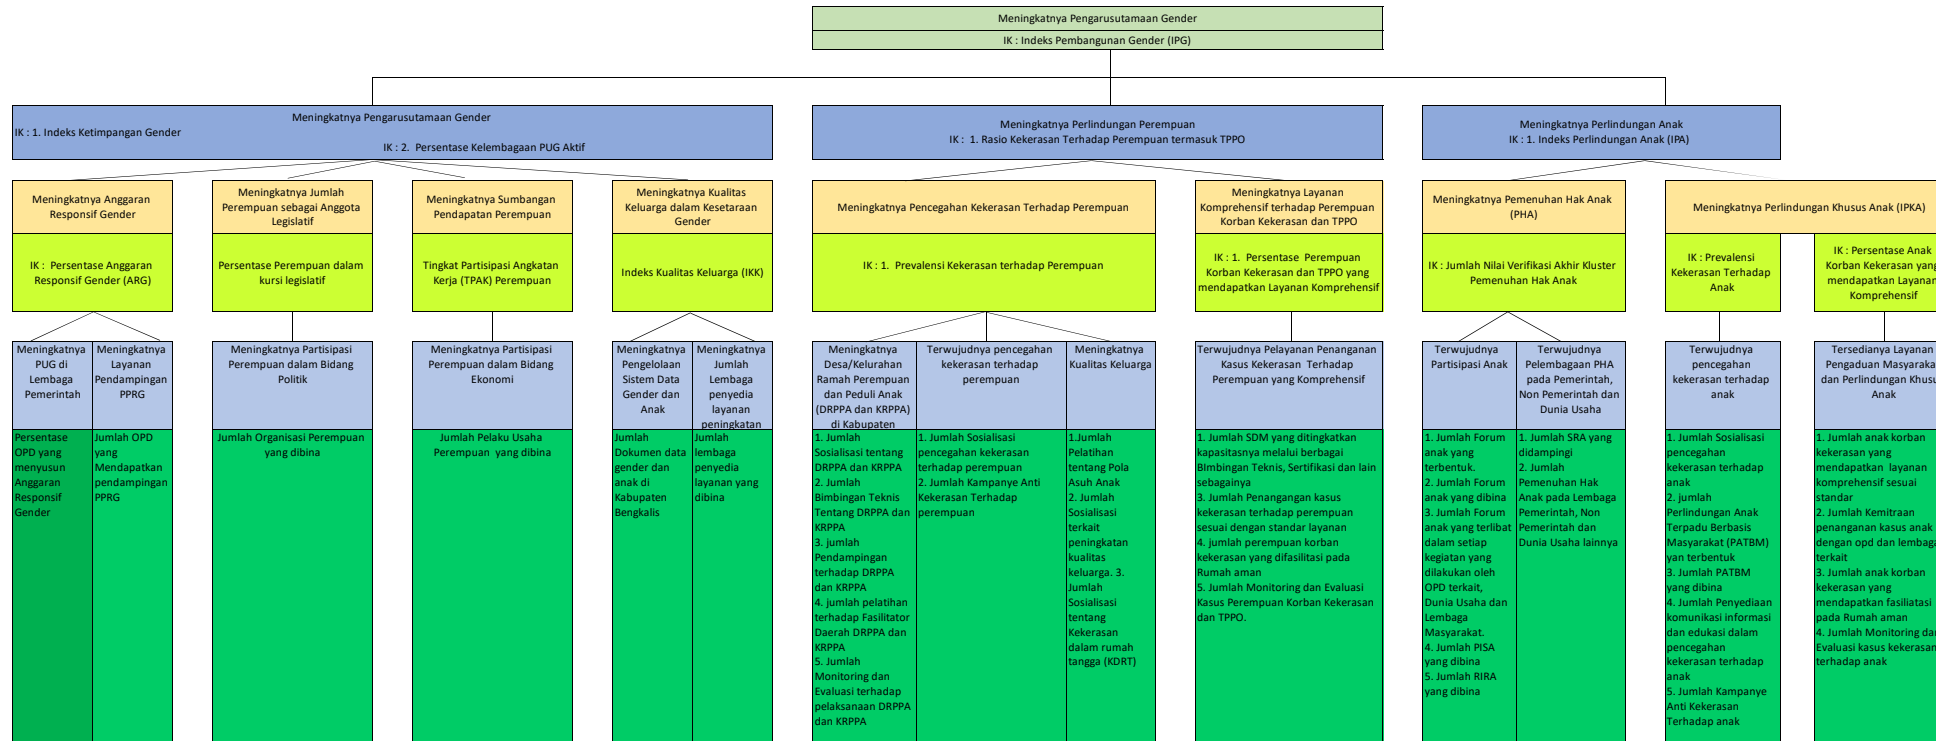 Meningkatnya Pengarusutamaan Gender
IK : Indeks Pembangunan Gender (IPG)
Meningkatnya Pengarusutamaan Gender
IK : 1. Indeks Ketimpangan Gender
IK : 2.  Persentase Kelembagaan PUG Aktif
Meningkatnya Perlindungan Perempuan
IK :  1. Rasio Kekerasan Terhadap Perempuan termasuk TPPO
Meningkatnya Perlindungan Anak
IK : 1. Indeks Perlindungan Anak (IPA)
Meningkatnya Anggaran
Responsif Gender
Meningkatnya Jumlah
Perempuan sebagai Anggota
Legislatif
Meningkatnya Sumbangan
Pendapatan Perempuan
Meningkatnya Kualitas
Keluarga dalam Kesetaraan
Gender
Meningkatnya Pencegahan Kekerasan Terhadap Perempuan
Meningkatnya Layanan
Komprehensif terhadap Perempuan
Korban Kekerasan dan TPPO
Meningkatnya Pemenuhan Hak Anak
(PHA)
Meningkatnya Perlindungan Khusus Anak (IPKA)
IK :  Persentase Anggaran
Responsif Gender (ARG)
Persentase Perempuan dalam
kursi legislatif
Tingkat Partisipasi Angkatan
Kerja (TPAK) Perempuan
Indeks Kualitas Keluarga (IKK)
IK : 1.  Prevalensi Kekerasan terhadap Perempuan
IK : 1.  Persentase  Perempuan
Korban Kekerasan dan TPPO yang
mendapatkan Layanan Komprehensif
IK : Jumlah Nilai Verifikasi Akhir Kluster
Pemenuhan Hak Anak
IK : Prevalensi
Kekerasan Terhadap
Anak
IK : Persentase Anak
Korban Kekerasan yang
mendapatkan Layanan
Komprehensif
Meningkatnya
PUG di
Lembaga
Pemerintah
Meningkatnya
Layanan
Pendampingan
PPRG
Meningkatnya Partisipasi
Perempuan dalam Bidang
Politik
Meningkatnya Partisipasi
Perempuan dalam Bidang
Ekonomi
Meningkatnya
Pengelolaan
Sistem Data
Gender dan
Anak
Meningkatnya
Jumlah
Lembaga
penyedia
layanan
peningkatan
Meningkatnya
Desa/Kelurahan
Ramah Perempuan
dan Peduli Anak
(DRPPA dan KRPPA)
di Kabupaten
Terwujudnya pencegahan
kekerasan terhadap
perempuan
Meningkatnya
Kualitas Keluarga
Terwujudnya Pelayanan Penanganan
Kasus Kekerasan  Terhadap
Perempuan yang Komprehensif
Terwujudnya
Partisipasi Anak
Terwujudnya
Pelembagaan PHA
pada Pemerintah,
Non Pemerintah dan
Dunia Usaha
Terwujudnya
pencegahan
kekerasan terhadap
anak
Tersedianya Layanan
Pengaduan Masyaraka
dan Perlindungan Khusu
Anak
Persentase
OPD yang
menyusun
Anggaran
Responsif
Gender
Jumlah OPD
yang
Mendapatkan
pendampingan
PPRG
Jumlah Organisasi Perempuan
yang dibina
Jumlah Pelaku Usaha
Perempuan  yang dibina
Jumlah
Dokumen data
gender dan
anak di
Kabupaten
Bengkalis
Jumlah
lembaga
penyedia
layanan yang
dibina
1. Jumlah
Sosialisasi tentang
DRPPA dan KRPPA
2. Jumlah
Bimbingan Teknis
Tentang DRPPA dan
KRPPA
3. jumlah
Pendampingan
terhadap DRPPA
dan KRPPA
4. jumlah pelatihan
terhadap Fasilitator
Daerah DRPPA dan
KRPPA
5. Jumlah
Monitoring dan
Evaluasi terhadap
pelaksanaan DRPPA
dan KRPPA
1. Jumlah Sosialisasi
pencegahan kekerasan
terhadap perempuan
2. Jumlah Kampanye Anti
Kekerasan Terhadap
perempuan
1.Jumlah
Pelatihan
tentang Pola
Asuh Anak
2. Jumlah
Sosialisasi
terkait
peningkatan
kualitas
keluarga. 3.
Jumlah
Sosialisasi
tentang
Kekerasan
dalam rumah
tangga (KDRT)
1. Jumlah SDM yang ditingkatkan
kapasitasnya melalui berbagai
BImbingan Teknis, Sertifikasi dan lain
sebagainya
3. Jumlah Penangangan kasus
kekerasan terhadap perempuan
sesuai dengan standar layanan
4. jumlah perempuan korban
kekerasan yang difasilitasi pada
Rumah aman
5. Jumlah Monitoring dan Evaluasi
Kasus Perempuan Korban Kekerasan
dan TPPO.
1. Jumlah Forum
anak yang
terbentuk.
2. Jumlah Forum
anak yang dibina
3. Jumlah Forum
anak yang terlibat
dalam setiap
kegiatan yang
dilakukan oleh
OPD terkait,
Dunia Usaha dan
Lembaga
Masyarakat.
4. Jumlah PISA
yang dibina
5. Jumlah RIRA
yang dibina
1. Jumlah SRA yang
didampingi
2. Jumlah
Pemenuhan Hak
Anak pada Lembaga
Pemerintah, Non
Pemerintah dan
Dunia Usaha lainnya
1. Jumlah Sosialisasi
pencegahan
kekerasan terhadap
anak
2. jumlah
Perlindungan Anak
Terpadu Berbasis
Masyarakat (PATBM)
yan terbentuk
3. Jumlah PATBM
yang dibina
4. Jumlah Penyediaan
komunikasi informasi
dan edukasi dalam
pencegahan
kekerasan terhadap
anak
5. Jumlah Kampanye
Anti Kekerasan
Terhadap anak
1. Jumlah anak korban
kekerasan yang
mendapatkan  layanan
komprehensif sesuai
standar
2. Jumlah Kemitraan
penanganan kasus anak
dengan opd dan lembaga
terkait
3. Jumlah anak korban
kekerasan yang
mendapatkan fasiliatasi
pada Rumah aman
4. Jumlah Monitoring dan
Evaluasi kasus kekerasan
terhadap anak